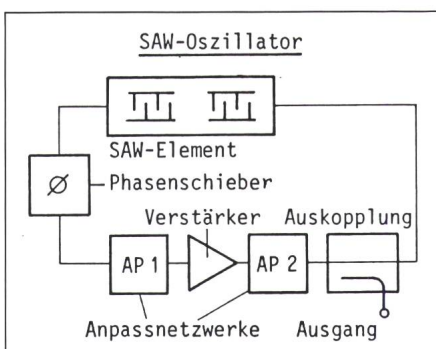 SAW-Oszillator
SAW-Element
Ø
Phasenschieber
Verstärker Auskopplung
AP 1
AP 2
Anpassnetzwerke
Ausgang